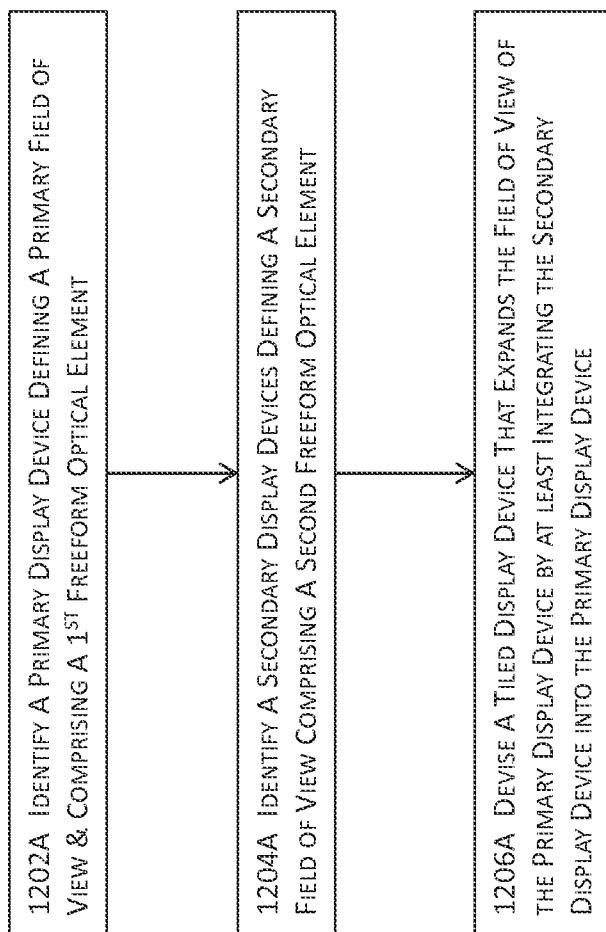 1202A IDENTIFY A PRIMARY DISPLAY DEVICE DEFINING A PRIMARY FIELD OF
VIEW & COMPRISING A 1ST FREEFORM OPTICAL ELEMENT
1204A IDENTIFY A SECONDARY DISPLAY DEVICES DEFINING A SECONDARY
FIELD OF VIEW COMPRISING A SECOND FREEFORM OPTICAL ELEMENT
1206A DEVISE A TILED DISPLAY DEVICE THAT EXPANDS THE FIELD OF VIEW OF
THE PRIMARY DISPLAY DEVICE BY AT LEAST INTEGRATING THE SECONDARY
DISPLAY DEVICE INTO THE PRIMARY DISPLAY DEVICE